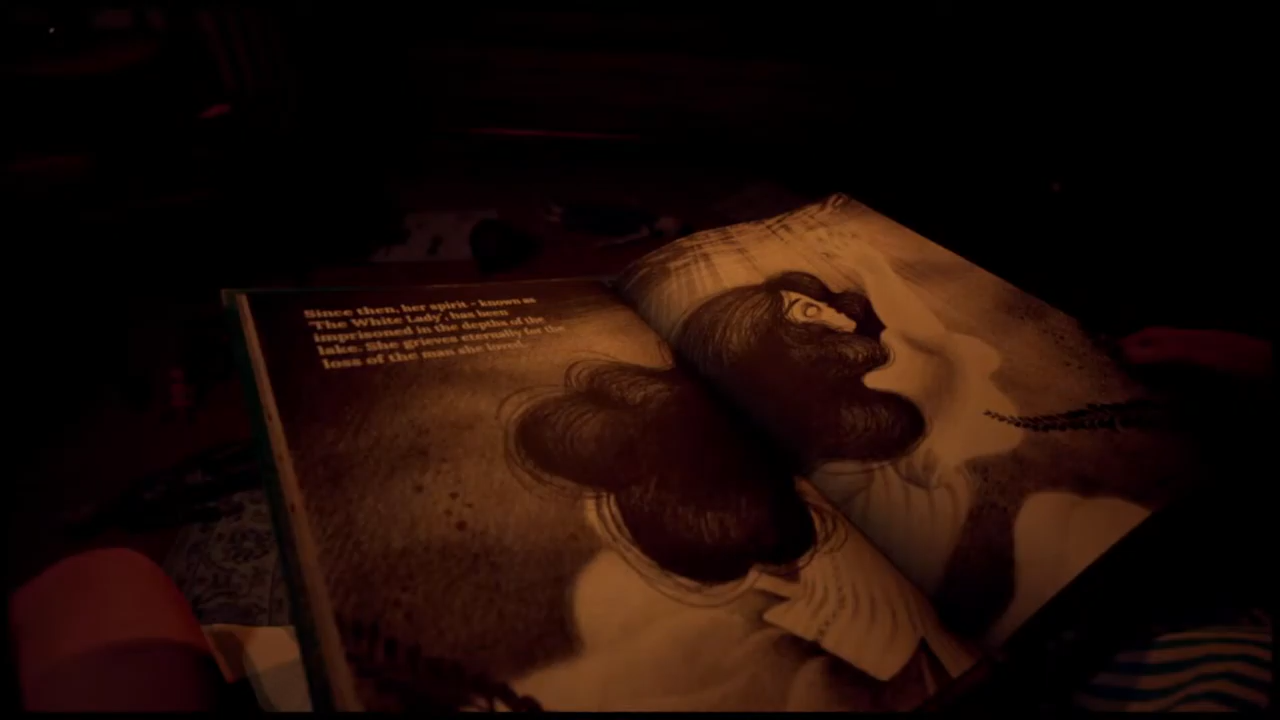 Since then, her spirit - known as
'The White Lady', has been
imprisoned in the depths of the
lake. She grieves eternally for the
loss of the man she loved.